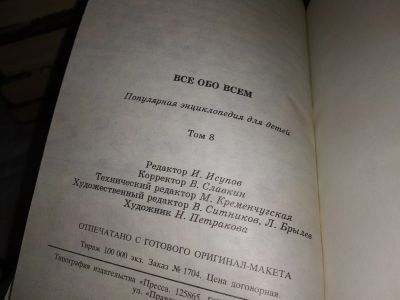 ВСЕ ОБО ВСЕМ
Популярная энциклопедия для детей
Том 8
Редактор И. Исупов
Корректор В. Славкин
Технический редактор М. Кременчугская
Художественный редактор В. Ситников, Л. Брылев
Художник Н. Петракова
ОТПЕЧАТАНО С ГОТОВОГО ОРИГИНАЛ-МАКЕТА
Тираж 100 000 экз. Заказ № 1704. Цена договорная.
Типография издательства «Пресса. 125865,
ул. «Правд